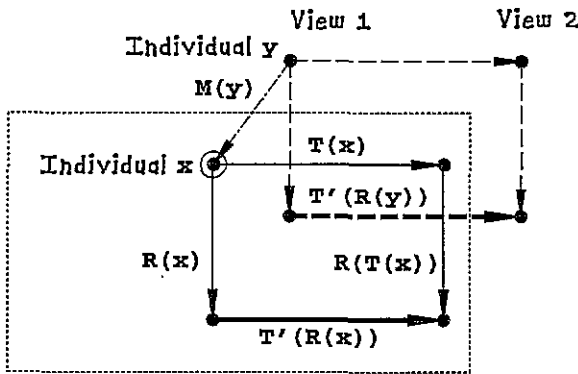 View 1 View 2
Individual y
M(y)
Individual x T(x)
T'(R(y))
R(x) R(T(x))
T'(R(x))